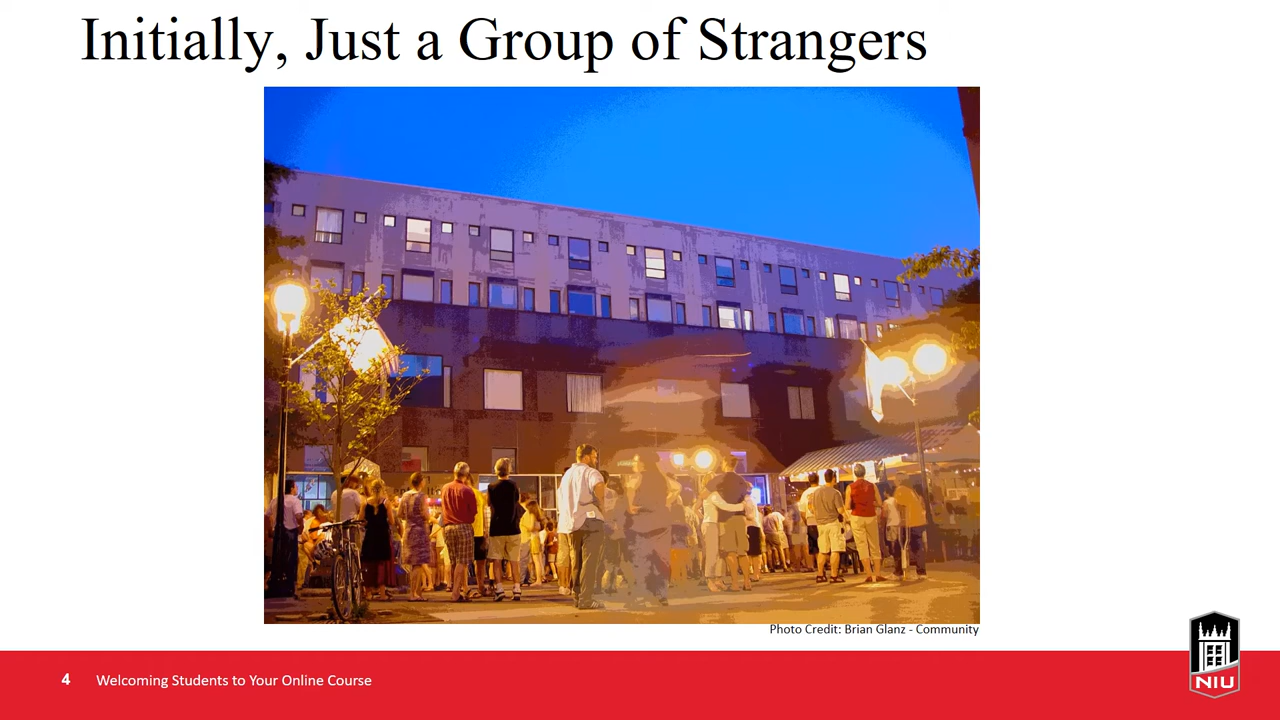 Initially, Just a Group of Strangers
Photo Credit: Brian Glanz - Community
4
Welcoming Students to Your Online Course
NIU